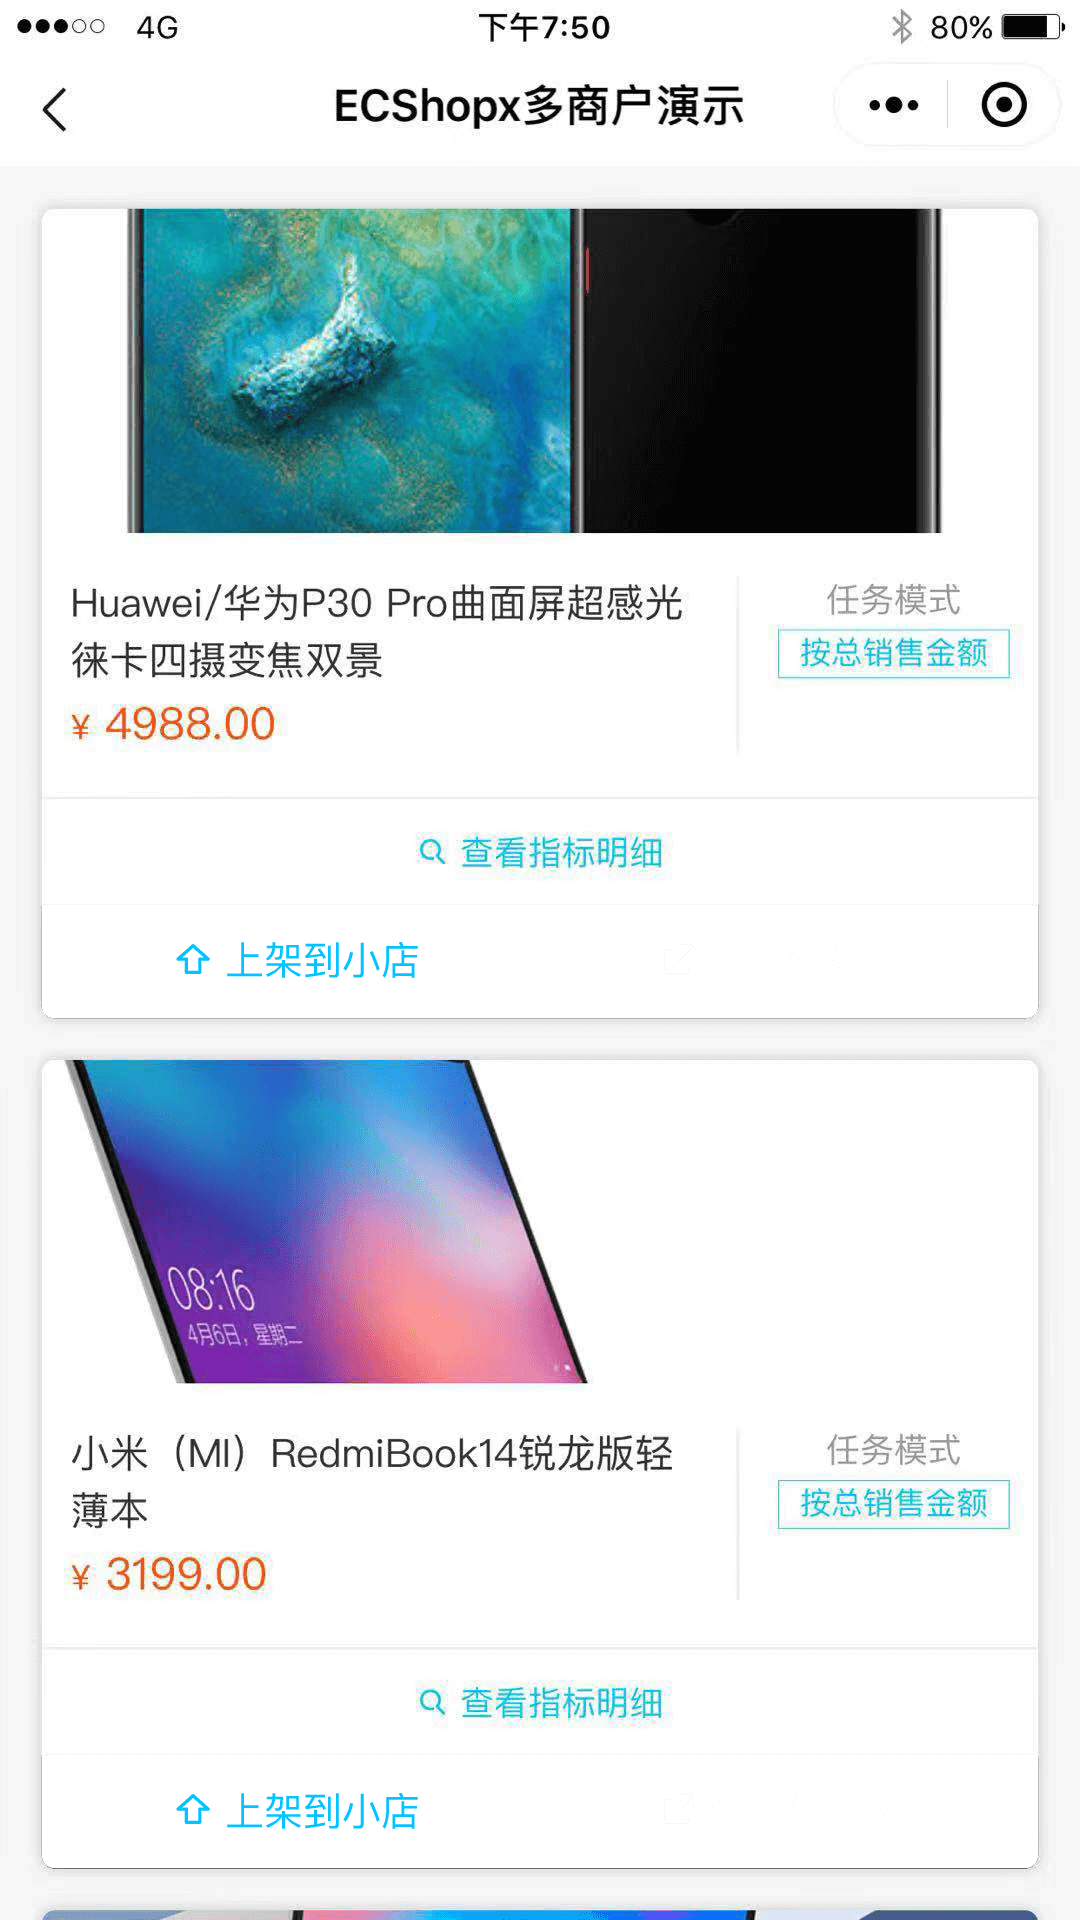 4G 下午7:50 80%
ECShopx多商户演示
Huawei/华为P30 Pro曲面屏超感光
徕卡四摄变焦双景
¥ 4988.00
任务模式
按总销售金额
查看指标明细
上架到小店
08:16
4月6日，星期二
小米（MI）RedmiBook14锐龙版轻
薄本
¥ 3199.00
任务模式
按总销售金额
查看指标明细
上架到小店